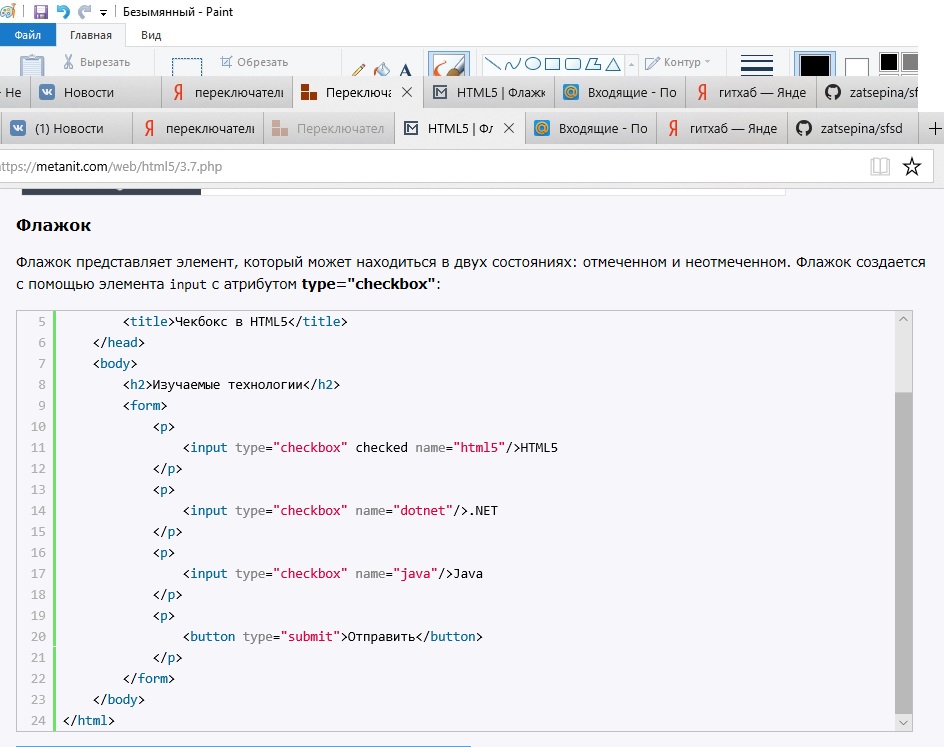 Безымянный - Paint
Файл Главная Вид
Вырезать Обрезать Контур
Не Новости переключатель Переключа HTML5 | Флажк Входящие - По гитхаб — Янде zatsepina/sf
(1) Новости переключатель Переключател HTML5 | Фл Входящие - По гитхаб — Янде zatsepina/sfsd
ttps://metanit.com/web/html5/3.7.php
Флажок
Флажок представляет элемент, который может находиться в двух состояниях: отмеченном и неотмеченном. Флажок создается
с помощью элемента input с атрибутом type="checkbox":
5 <title>Чекбокс в HTML5</title>
6 </head>
7 <body>
8 <h2>Изучаемые технологии</h2>
9 <form>
10 <p>
11 <input type="checkbox" checked name="html5"/>HTML5
12 </p>
13 <p>
14 <input type="checkbox" name="dotnet"/>.NET
15 </p>
16 <p>
17 <input type="checkbox" name="java"/>Java
18 </p>
19 <p>
20 <button type="submit">Отправить</button>
21 </p>
22 </form>
23 </body>
24 </html>